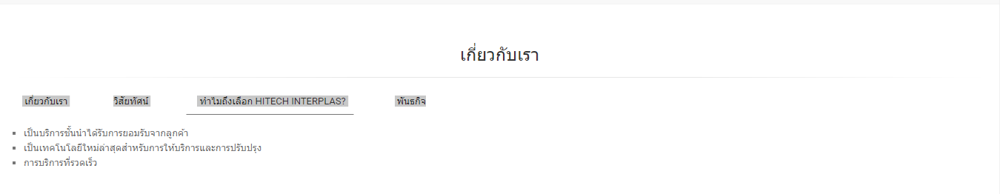 เกี่ยวกับเรา
เกี่ยวกับเรา วิสัยทัศน์ ทำไมถึงเลือก HITECH INTERPLAS? พันธกิจ
เป็นบริการชั้นนำได้รับการยอมรับจากลูกค้า
เป็นเทคโนโลยีใหม่ล่าสุดสำหรับการให้บริการและการปรับปรุง
การบริการที่รวดเร็ว